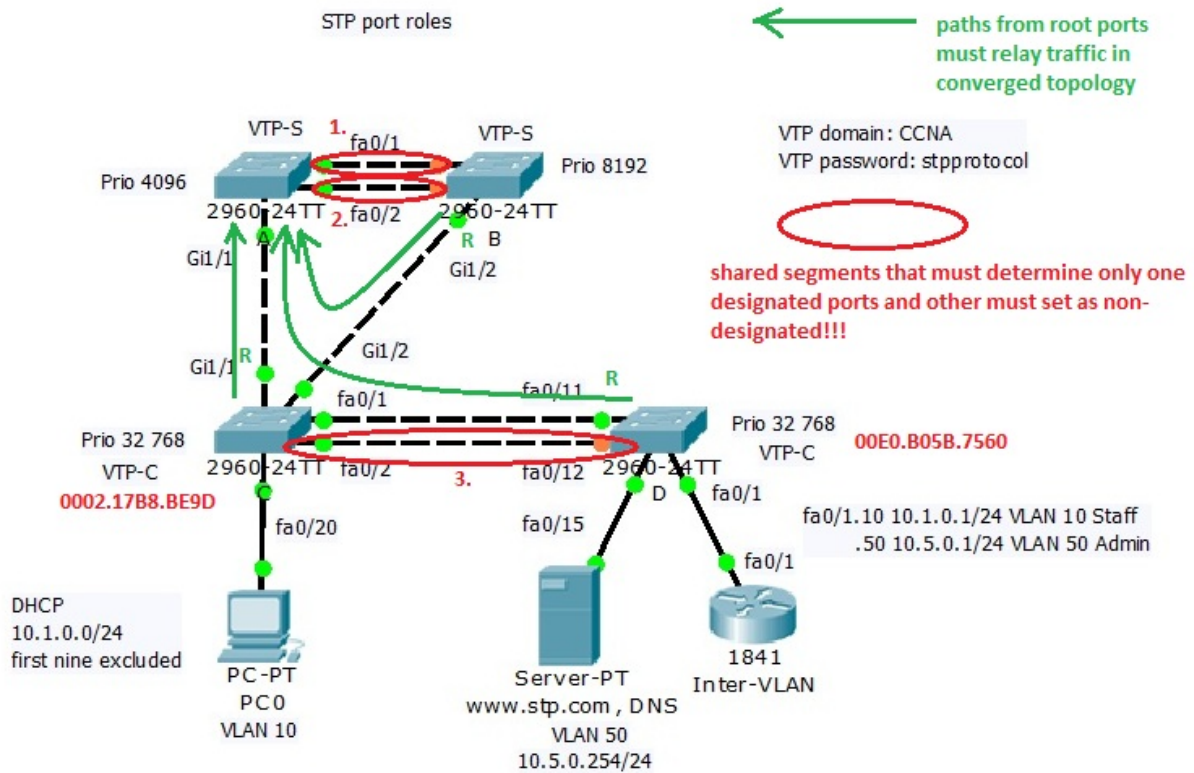 STP port roles
paths from root ports
must relay traffic in
converged topology
VTP-S
1.
fa0/1
VTP-S
VTP domain: CCNA
VTP password: stpprotocol
Prio 4096
Prio 8192
2960-24TT
2.
fa0/2
2960-24TT
A
R
B
Gi1/1
Gi1/2
shared segments that must determine only one
designated ports and other must set as non-
designated!!!
Gi1/1
R
Gi1/2
fa0/1
fa0/11
R
Prio 32 768
VTP-C
2960-24TT
0002.17B8.BE9D
C
fa0/2
3.
fa0/12
2960-24TT
D
Prio 32 768
VTP-C
00E0.B05B.7560
fa0/20
fa0/15
fa0/1
fa0/1
fa0/1.10 10.1.0.1/24 VLAN 10 Staff
.50 10.5.0.1/24 VLAN 50 Admin
DHCP
10.1.0.0/24
first nine excluded
PC-PT
PC0
VLAN 10
Server-PT
www.stp.com , DNS
VLAN 50
10.5.0.254/24
1841
Inter-VLAN